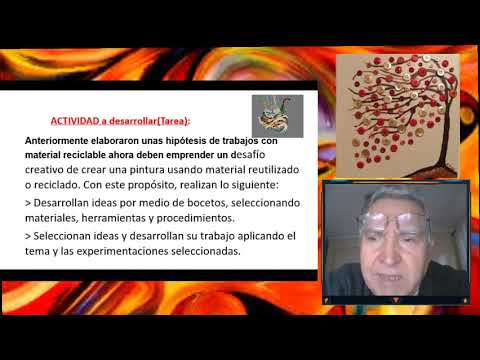 ACTIVIDAD a desarrollar(Tarea):
Anteriormente elaboraron unas hipótesis de trabajos con
material reciclable ahora deben emprender un desafío
creativo de crear una pintura usando material reutilizado
o reciclado. Con este propósito, realizan lo siguiente:
> Desarrollan ideas por medio de bocetos, seleccionando
materiales, herramientas y procedimientos.
> Seleccionan ideas y desarrollan su trabajo aplicando el
tema y las experimentaciones seleccionadas.